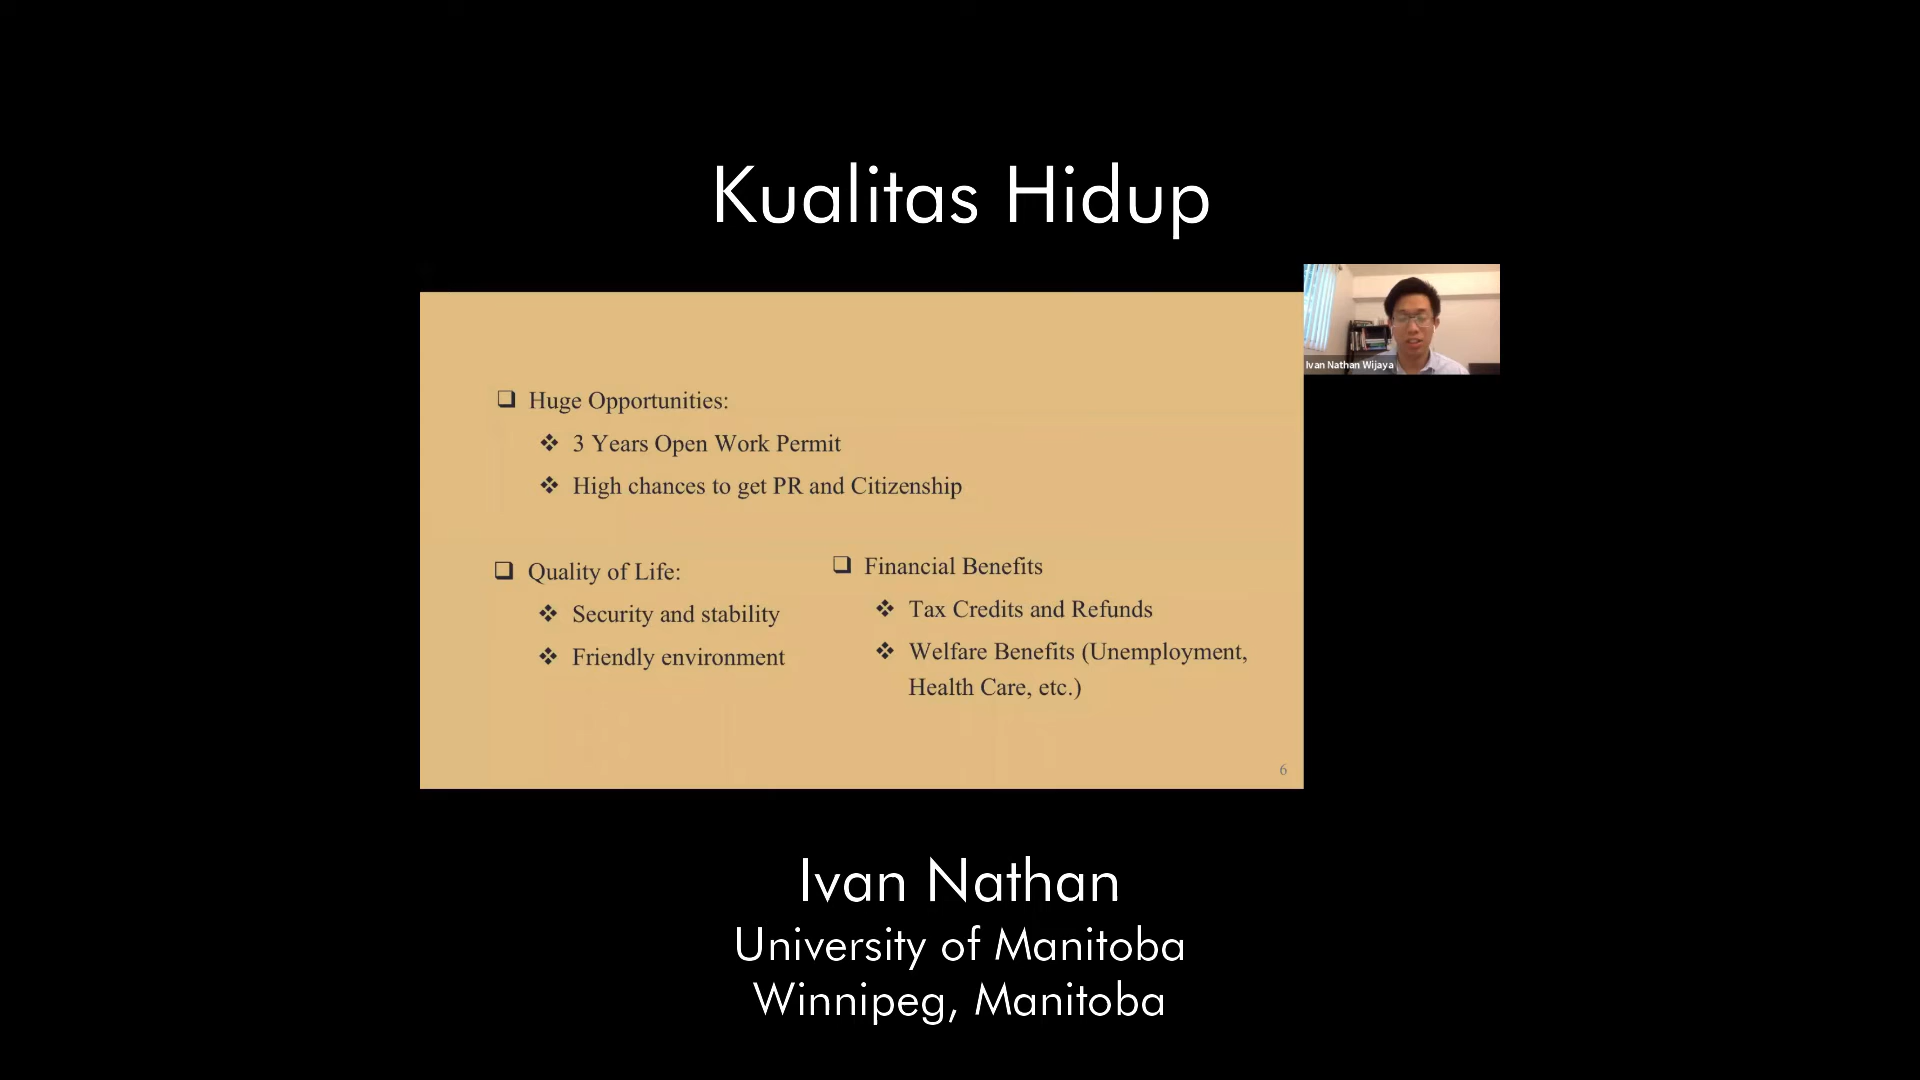 Kualitas Hidup
Ivan Nathan Wijaya
Huge Opportunities:
3 Years Open Work Permit
High chances to get PR and Citizenship
Quality of Life:
Security and stability
Friendly environment
Financial Benefits
Tax Credits and Refunds
Welfare Benefits (Unemployment,
Health Care, etc.)
6
Ivan Nathan
University of Manitoba
Winnipeg, Manitoba